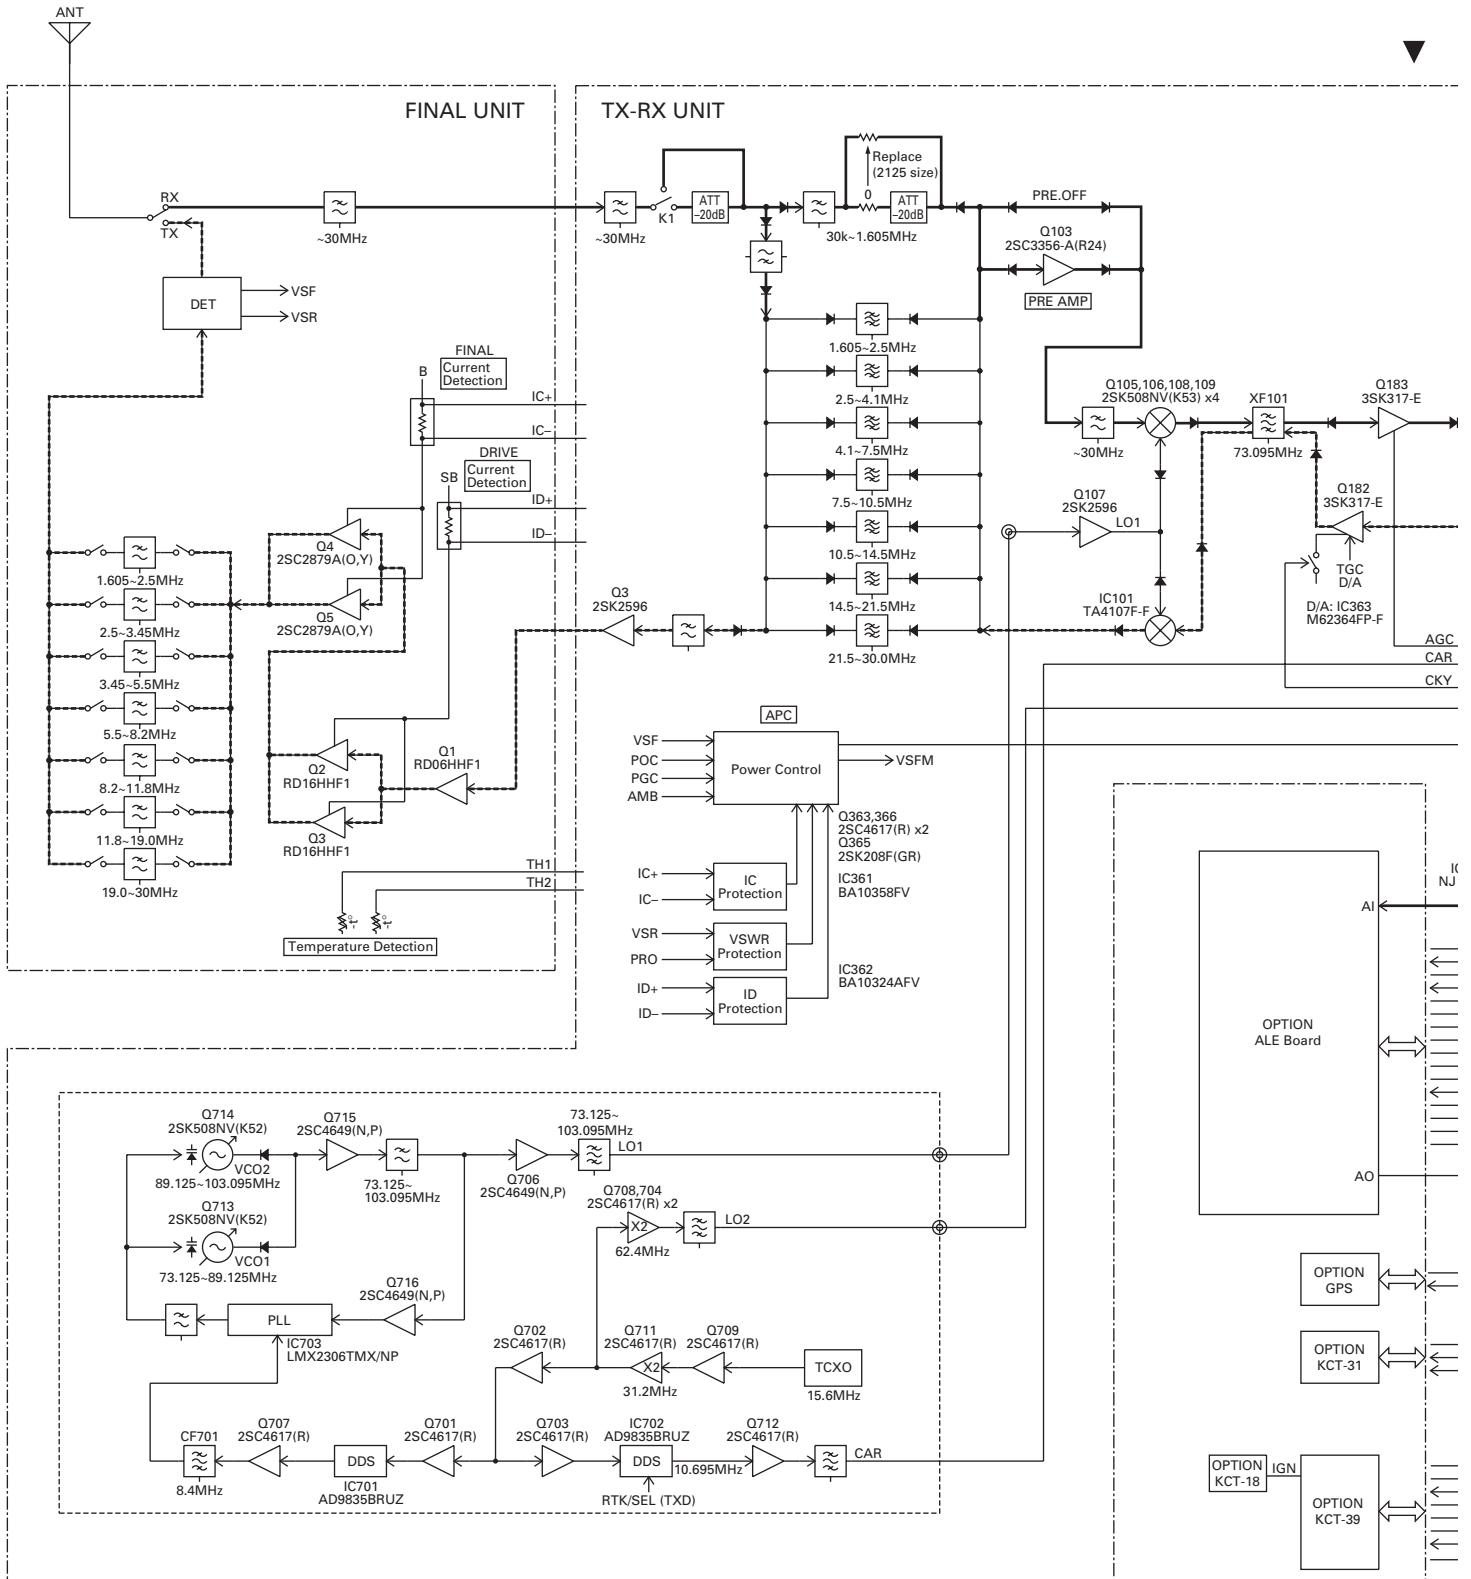 ANT
FINAL UNIT
TX-RX UNIT
RX
TX
~30MHz
DET
VSF
VSR
~30MHz
K1
ATT
–20dB
Replace
(2125 size)
0
ATT
–20dB
30k~1.605MHz
PRE.OFF
Q103
2SC3356-A(R24)
PRE AMP
1.605~2.5MHz
2.5~4.1MHz
4.1~7.5MHz
7.5~10.5MHz
10.5~14.5MHz
14.5~21.5MHz
21.5~30.0MHz
~30MHz
Q105,106,108,109
2SK508NV(K53) x4
XF101
73.095MHz
Q183
3SK317-E
Q182
3SK317-E
Q107
2SK2596
LO1
IC101
TA4107F-F
TGC
D/A
D/A: IC363
M62364FP-F
AGC
CAR
CKY
FINAL
Current
Detection
B
IC+
IC–
DRIVE
Current
Detection
SB
ID+
ID–
Q4
2SC2879A(O,Y)
Q5
2SC2879A(O,Y)
1.605~2.5MHz
2.5~3.45MHz
3.45~5.5MHz
5.5~8.2MHz
8.2~11.8MHz
11.8~19.0MHz
19.0~30MHz
Q3
2SK2596
Q2
RD16HHF1
Q1
RD06HHF1
Q3
RD16HHF1
TH1
TH2
-t°
-t°
Temperature Detection
APC
VSF
POC
PGC
AMB
Power Control
VSFM
Q363,366
2SC4617(R) x2
Q365
2SK208F(GR)
IC+
IC–
IC
Protection
IC361
BA10358FV
VSR
PRO
VSWR
Protection
IC362
BA10324AFV
ID+
ID–
ID
Protection
OPTION
ALE Board
AI
AO
IC
NJ
OPTION
GPS
OPTION
KCT-31
OPTION
KCT-18
IGN
OPTION
KCT-39
Q714
2SK508NV(K52)
VCO2
89.125~103.095MHz
Q713
2SK508NV(K52)
VCO1
73.125~89.125MHz
Q715
2SC4649(N,P)
73.125~
103.095MHz
Q706
2SC4649(N,P)
73.125~
103.095MHz
LO1
Q708,704
2SC4617(R) x2
X2
62.4MHz
LO2
Q716
2SC4649(N,P)
PLL
IC703
LMX2306TMX/NP
Q702
2SC4617(R)
Q711
2SC4617(R)
X2
31.2MHz
Q709
2SC4617(R)
TCXO
15.6MHz
CF701
8.4MHz
Q707
2SC4617(R)
DDS
IC701
AD9835BRUZ
Q701
2SC4617(R)
Q703
2SC4617(R)
IC702
AD9835BRUZ
DDS
RTK/SEL (TXD)
10.695MHz
Q712
2SC4617(R)
CAR